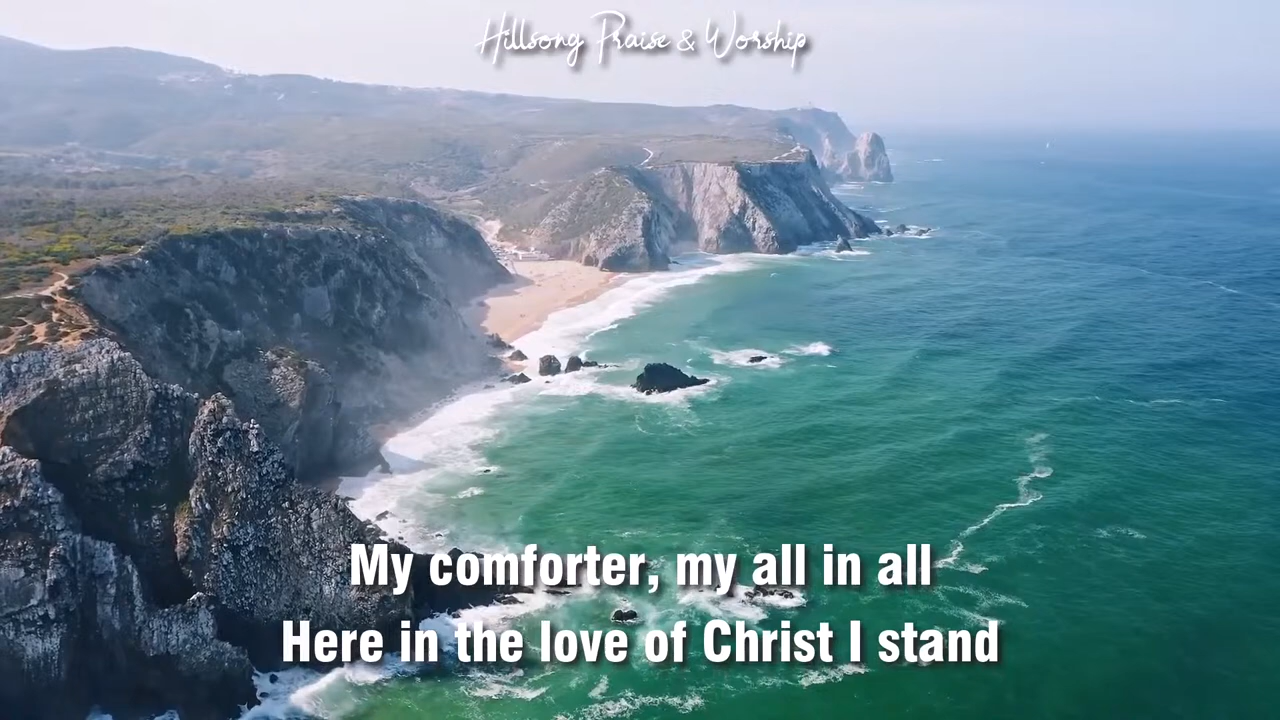 Hillsong Praise & Worship
My comforter, my all in all
Here in the love of Christ I stand